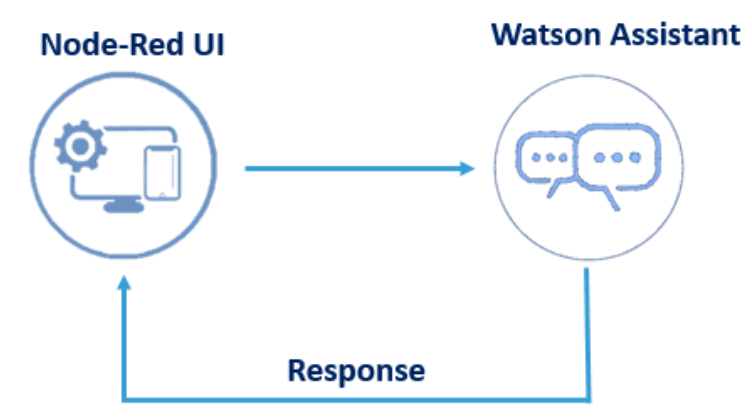 Node-Red UI
Watson Assistant
Response